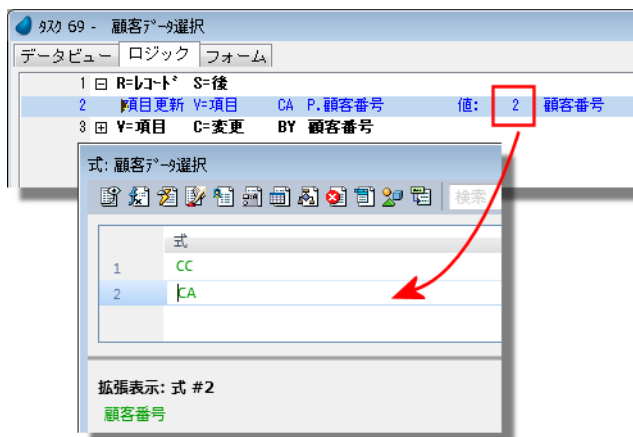 ﾀｽｸ 69 - 顧客ﾃﾞｰﾀ選択
データビュー ロジック フォーム
1 R=ﾚｺｰﾄﾞ S=後
2 項目更新 V=項目 CA P.顧客番号 値: 2 顧客番号
3 V=項目 C=変更 BY 顧客番号
式: 顧客ﾃﾞｰﾀ選択
検索
式
1 CC
2 CA
拡張表示: 式 #2
顧客番号